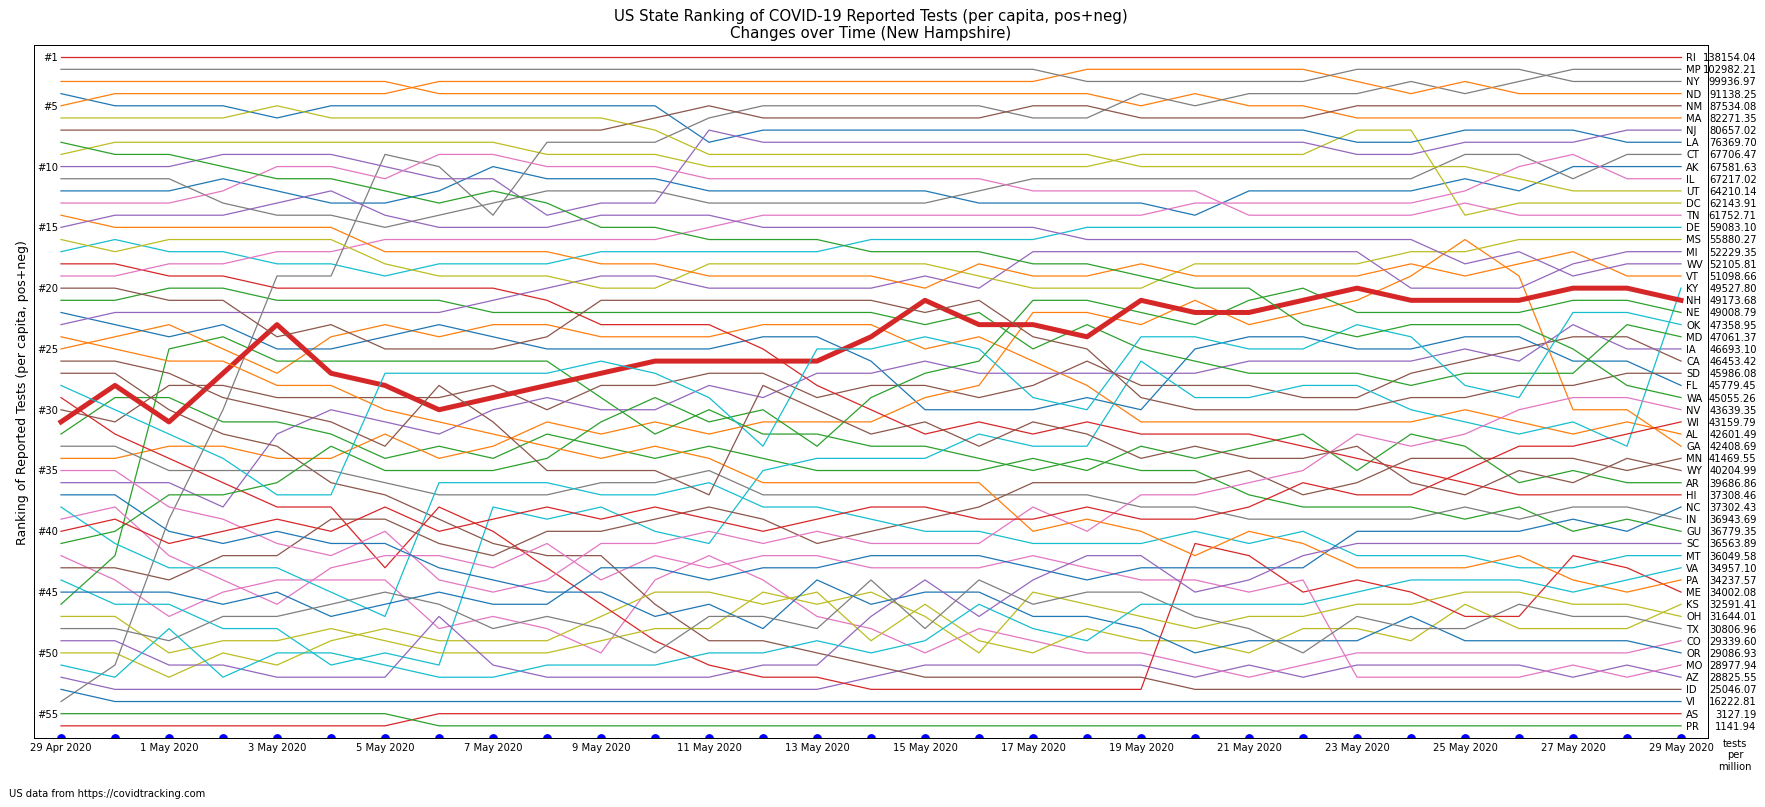 US State Ranking of COVID-19 Reported Tests (per capita, pos+neg)
Changes over Time (New Hampshire)
Ranking of Reported Tests (per capita, pos+neg)
#1
#5
#10
#15
#20
#25
#30
#35
#40
#45
#50
#55
RI 138154.04
MP 102982.21
NY 99936.97
ND 91138.25
NM 87534.08
MA 82271.35
NJ 80657.02
LA 76369.70
CT 67706.47
AK 67581.63
IL 67217.02
UT 64210.14
DC 62143.91
TN 61752.71
DE 59083.10
MS 55880.27
MI 52229.35
WV 52105.81
VT 51098.66
KY 49527.80
NH 49173.68
NE 49008.79
OK 47358.95
MD 47061.37
IA 46693.10
CA 46453.42
SD 45986.08
FL 45779.45
WA 45055.26
NV 43639.35
WI 43159.79
AL 42601.49
GA 42408.69
MN 41469.55
WY 40204.99
AR 39686.86
HI 37308.46
NC 37302.43
IN 36943.69
GU 36779.35
SC 36563.89
MT 36049.58
VA 34957.10
PA 34237.57
ME 34002.08
KS 32591.41
OH 31644.01
TX 30806.96
CO 29339.60
OR 29086.93
MO 28977.94
AZ 28825.55
ID 25046.07
VI 16222.81
AS 3127.19
PR 1141.94
29 Apr 2020 1 May 2020 3 May 2020 5 May 2020 7 May 2020 9 May 2020 11 May 2020 13 May 2020 15 May 2020 17 May 2020 19 May 2020 21 May 2020 23 May 2020 25 May 2020 27 May 2020 29 May 2020
tests
per
million
US data from https://covidtracking.com